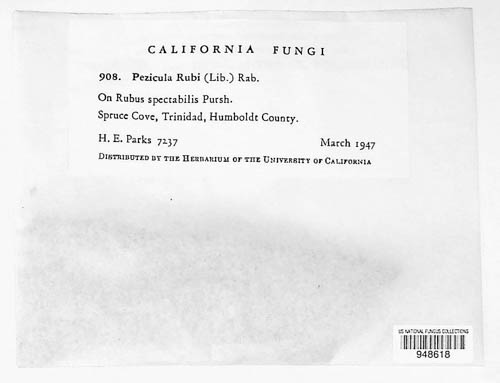 CALIFORNIA FUNGI
908. Pezicula Rubi (Lib.) Rab.
On Rubus spectabilis Pursh.
Spruce Cove, Trinidad, Humboldt County.
H. E. Parks 7237 March 1947
Distributed by the Herbarium of the University of California
US NATIONAL FUNGUS COLLECTIONS
948618